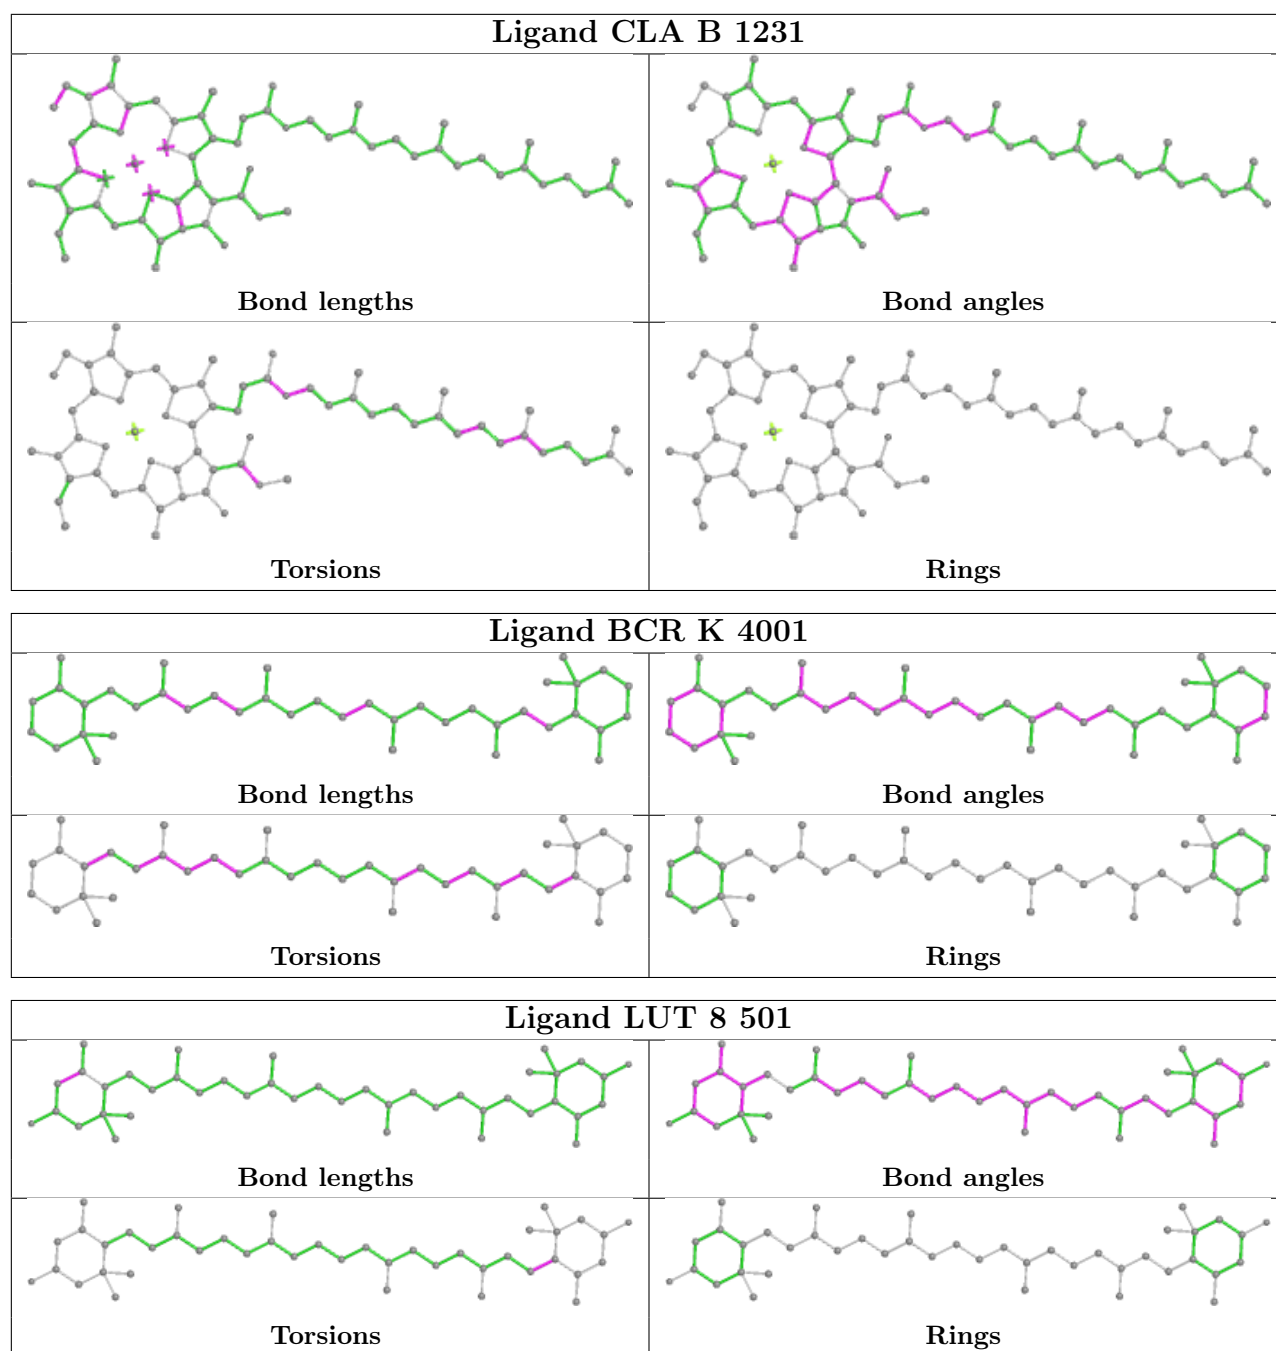 Ligand CLA B 1231
Bond lengths
Bond angles
Torsions
Rings
Ligand BCR K 4001
Bond lengths
Bond angles
Torsions
Rings
Ligand LUT 8 501
Bond lengths
Bond angles
Torsions
Rings